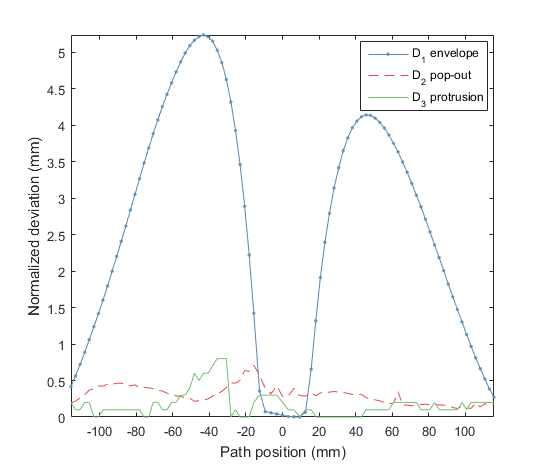 D1 envelope
D2 pop-out
D3 protrusion
5
4.5
4
3.5
3
2.5
2
1.5
1
0.5
0
Normalized deviation (mm)
-100 -80 -60 -40 -20 0 20 40 60 80 100
Path position (mm)